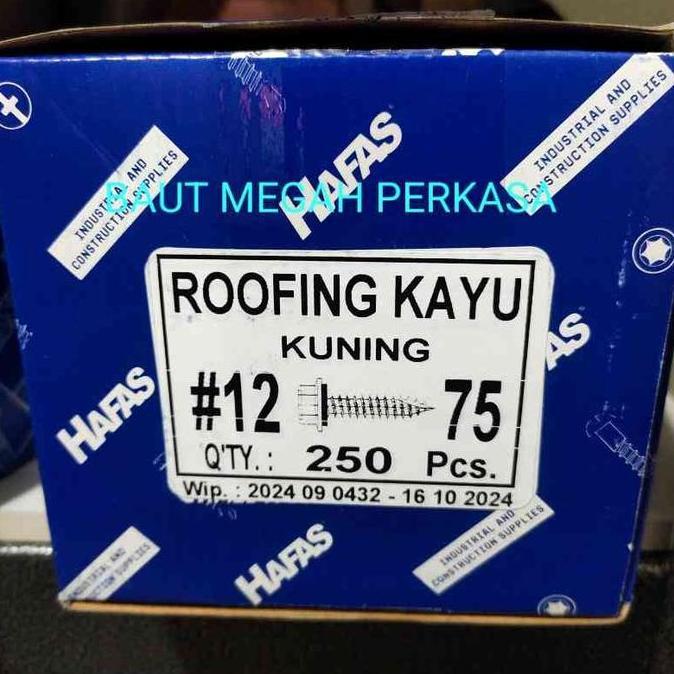 HAFAS
INDUSTRIAL AND
CONSTRUCTION SUPPLIES
INDUSTRIAL AND
CONSTRUCTION SUPPLIES
BAUT MEGAH PERKASA
ROOFING KAYU
KUNING
#12 75
Q'TY.: 250 Pcs.
Wip. : 2024 09 0432 - 16 10 2024
HAFAS
AS
HAFAS
INDUSTRIAL AND
CONSTRUCTION SUPPLIES